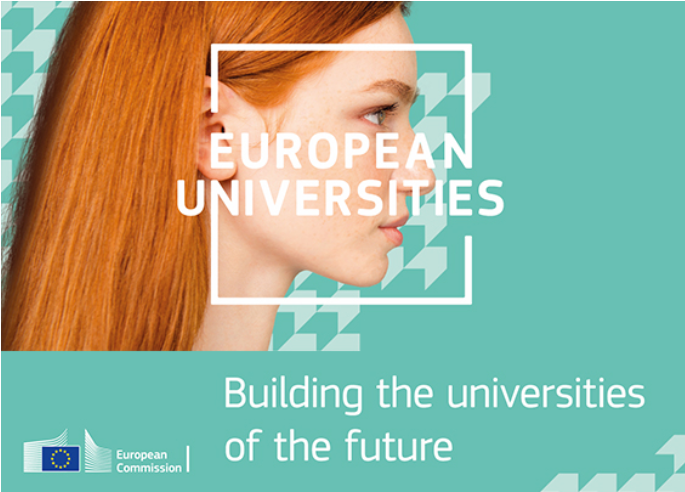 EUROPEAN
UNIVERSITIES
Building the universities
of the future
European
Commission